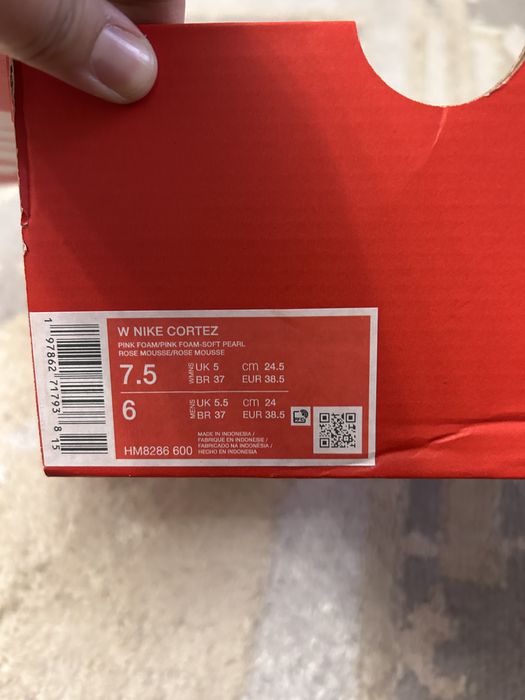 W NIKE CORTEZ
PINK FOAM/PINK FOAM-SOFT PEARL
ROSE MOUSSE/ROSE MOUSSE
7.5 WMNS UK 5 CM 24.5
BR 37 EUR 38.5
6 MENS UK 5.5 CM 24
BR 37 EUR 38.5
MADE IN INDONESIA /
FABRIQUE EN INDONESIE /
FABRICADO NA INDONÉSIA /
HECHO EN INDONESIA
HM8286 600
1 97862 71793 8 15